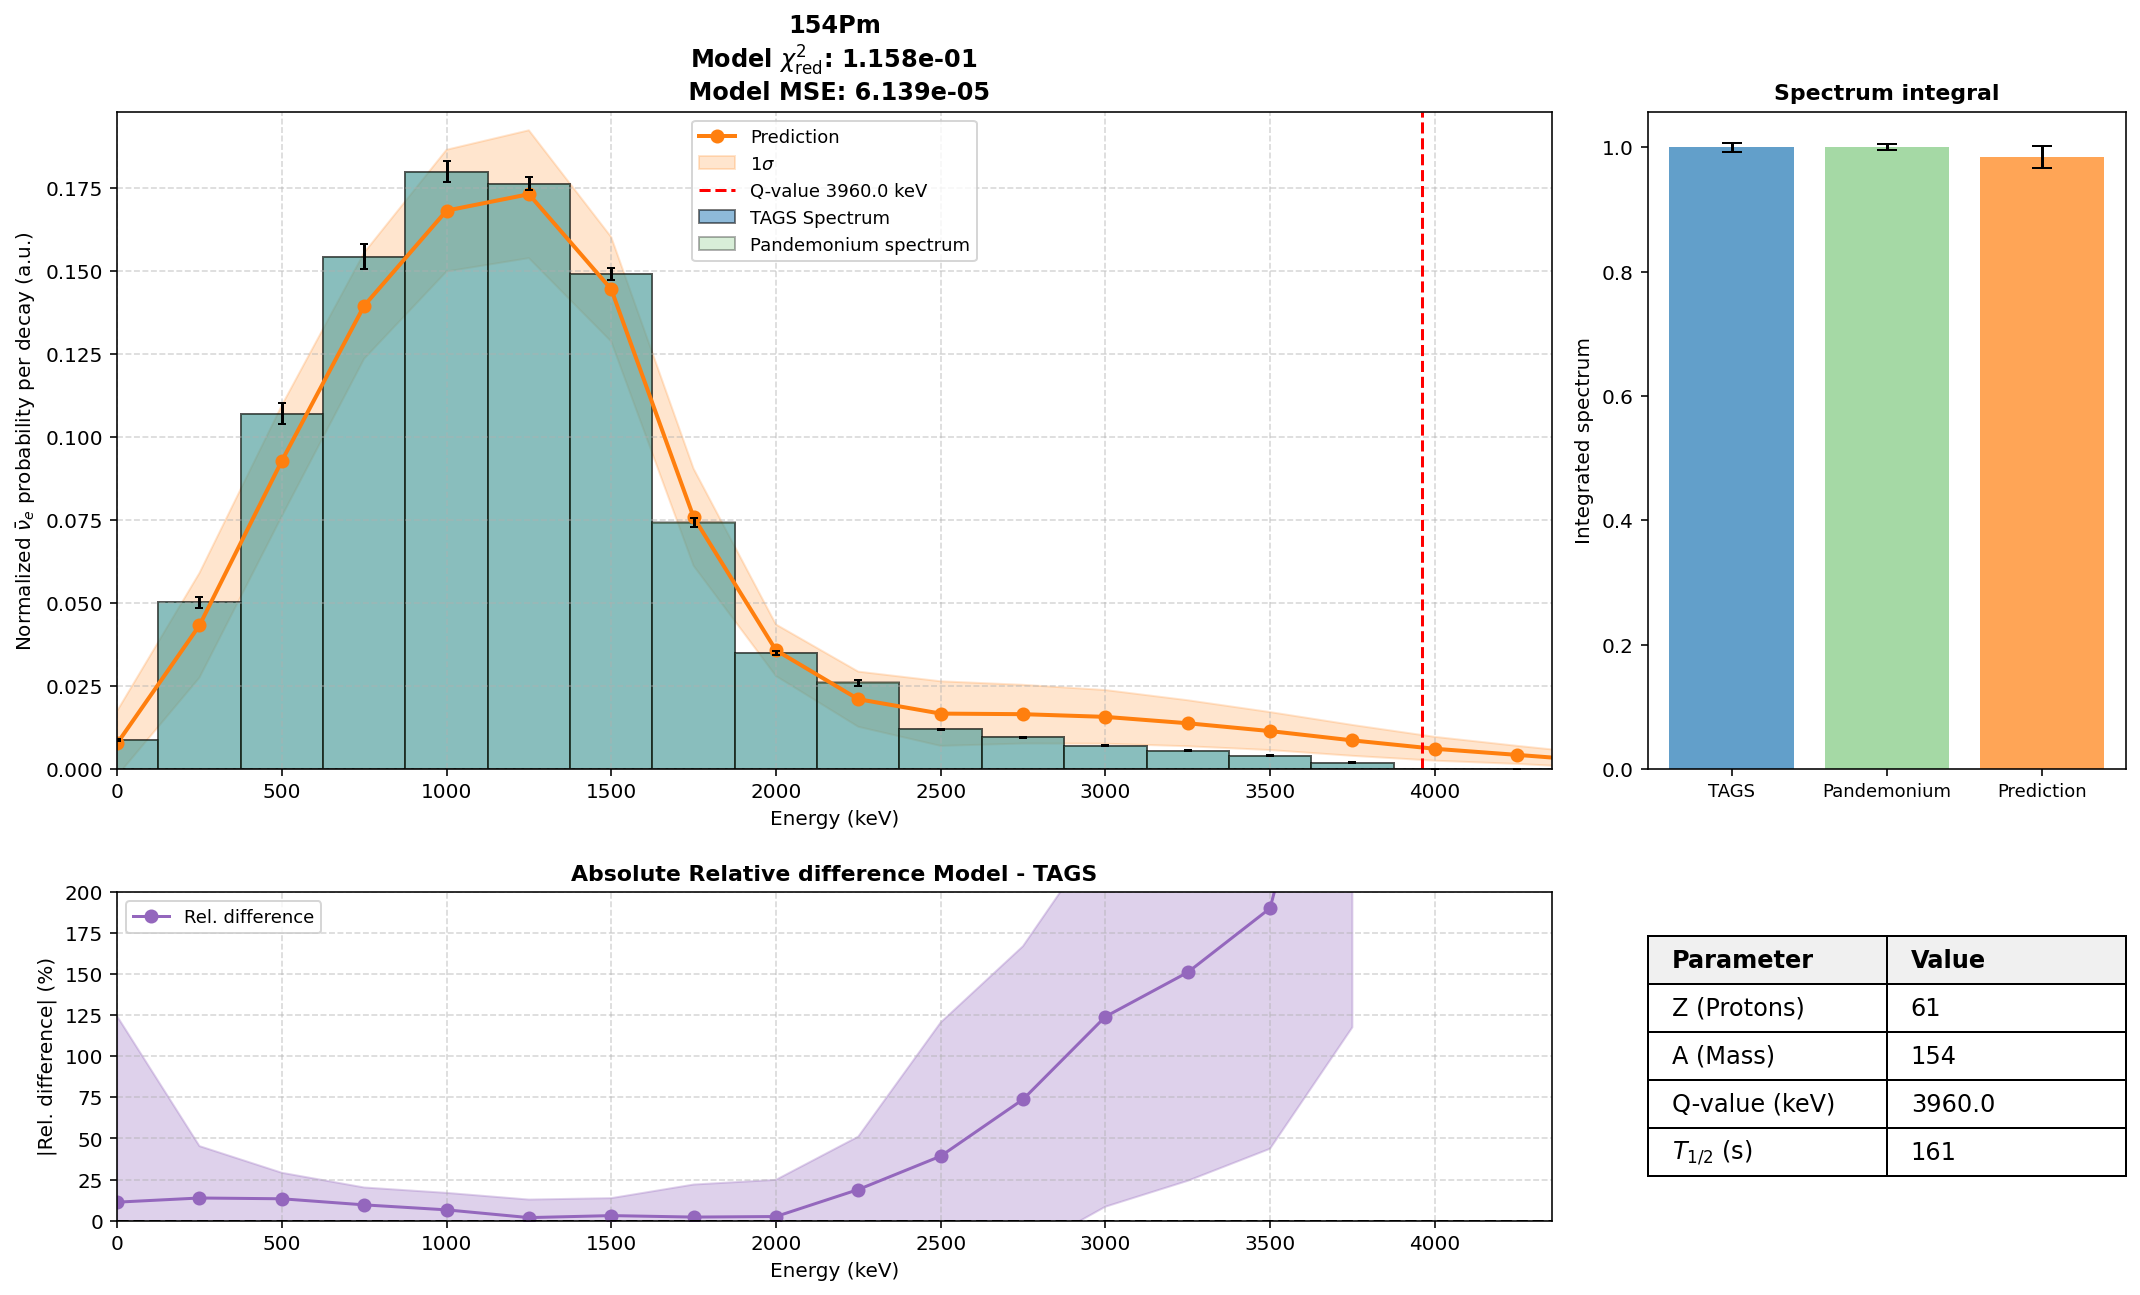 154Pm
Model χ²red: 1.158e-01
Model MSE: 6.139e-05
Normalized ν̄e probability per decay (a.u.)
0.175
0.150
0.125
0.100
0.075
0.050
0.025
0.000
Prediction
1σ
Q-value 3960.0 keV
TAGS Spectrum
Pandemonium spectrum
0 500 1000 1500 2000 2500 3000 3500 4000
Energy (keV)
Spectrum integral
Integrated spectrum
1.0
0.8
0.6
0.4
0.2
0.0
TAGS Pandemonium Prediction
Absolute Relative difference Model - TAGS
|Rel. difference| (%)
200
175
150
125
100
75
50
25
0
Rel. difference
0 500 1000 1500 2000 2500 3000 3500 4000
Energy (keV)
Parameter Value
Z (Protons) 61
A (Mass) 154
Q-value (keV) 3960.0
T1/2 (s) 161